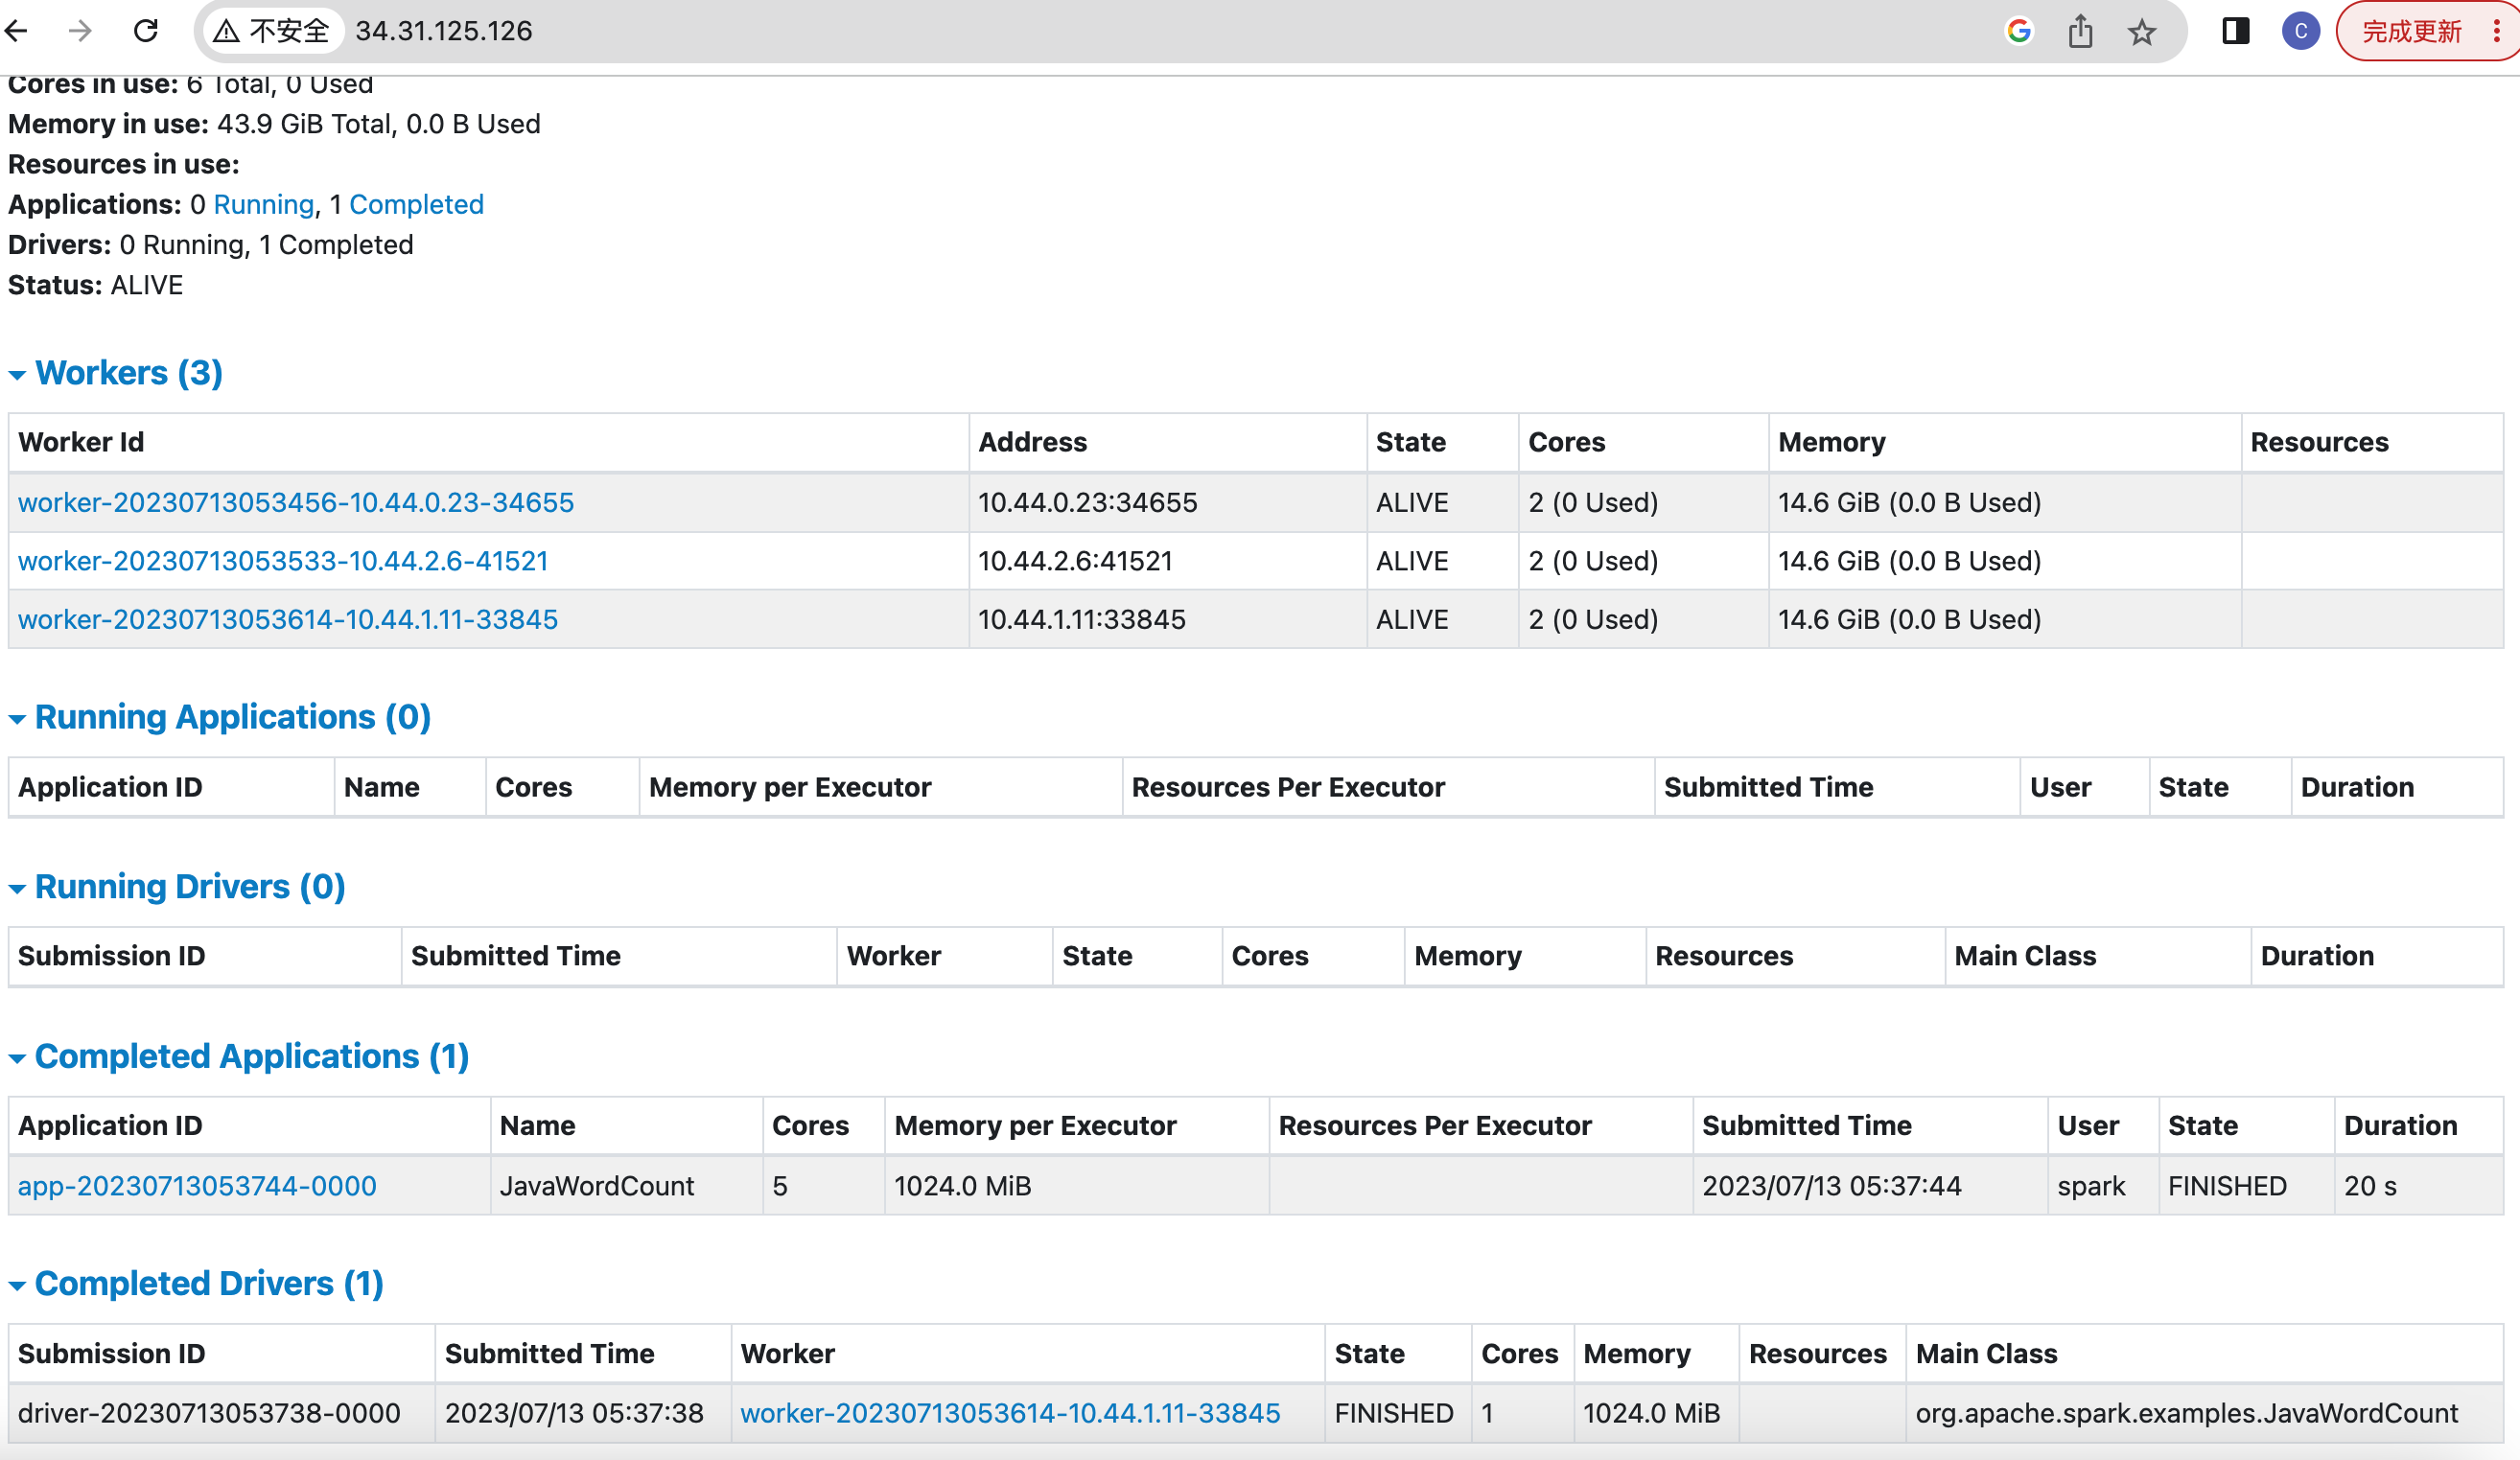 不安全 34.31.125.126 C 完成更新
Cores in use: 6 Total, 0 Used
Memory in use: 43.9 GiB Total, 0.0 B Used
Resources in use:
Applications: 0 Running, 1 Completed
Drivers: 0 Running, 1 Completed
Status: ALIVE
Workers (3)
Worker Id Address State Cores Memory Resources
worker-20230713053456-10.44.0.23-34655 10.44.0.23:34655 ALIVE 2 (0 Used) 14.6 GiB (0.0 B Used)
worker-20230713053533-10.44.2.6-41521 10.44.2.6:41521 ALIVE 2 (0 Used) 14.6 GiB (0.0 B Used)
worker-20230713053614-10.44.1.11-33845 10.44.1.11:33845 ALIVE 2 (0 Used) 14.6 GiB (0.0 B Used)
Running Applications (0)
Application ID Name Cores Memory per Executor Resources Per Executor Submitted Time User State Duration
Running Drivers (0)
Submission ID Submitted Time Worker State Cores Memory Resources Main Class Duration
Completed Applications (1)
Application ID Name Cores Memory per Executor Resources Per Executor Submitted Time User State Duration
app-20230713053744-0000 JavaWordCount 5 1024.0 MiB 2023/07/13 05:37:44 spark FINISHED 20 s
Completed Drivers (1)
Submission ID Submitted Time Worker State Cores Memory Resources Main Class
driver-20230713053738-0000 2023/07/13 05:37:38 worker-20230713053614-10.44.1.11-33845 FINISHED 1 1024.0 MiB org.apache.spark.examples.JavaWordCount